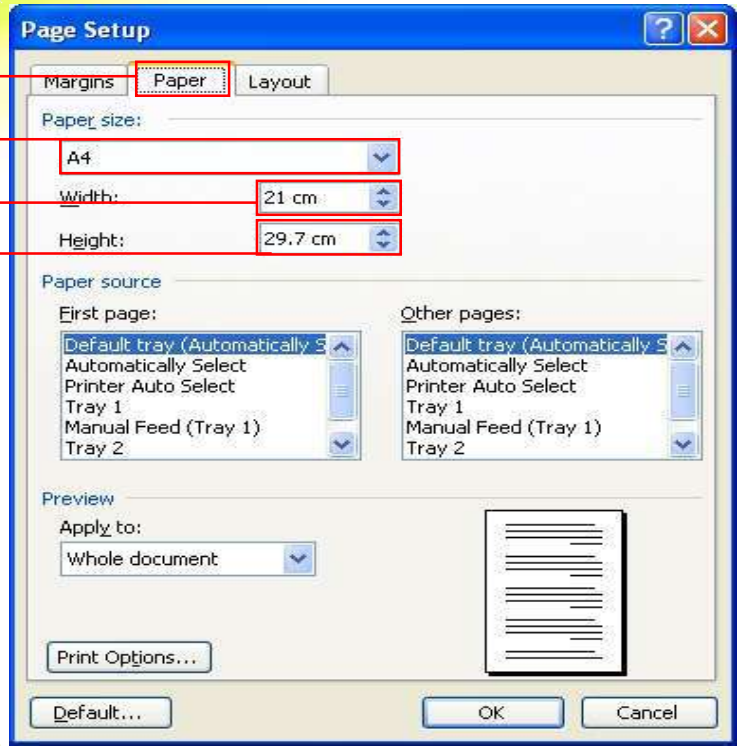 Page Setup
Margins Paper Layout
Paper size:
A4
Width: 21 cm
Height: 29.7 cm
Paper source
First page: Other pages:
Default tray (Automatically S Default tray (Automatically S
Automatically Select Automatically Select
Printer Auto Select Printer Auto Select
Tray 1 Tray 1
Manual Feed (Tray 1) Manual Feed (Tray 1)
Tray 2 Tray 2
Preview
Apply to:
Whole document
Print Options...
Default... OK Cancel